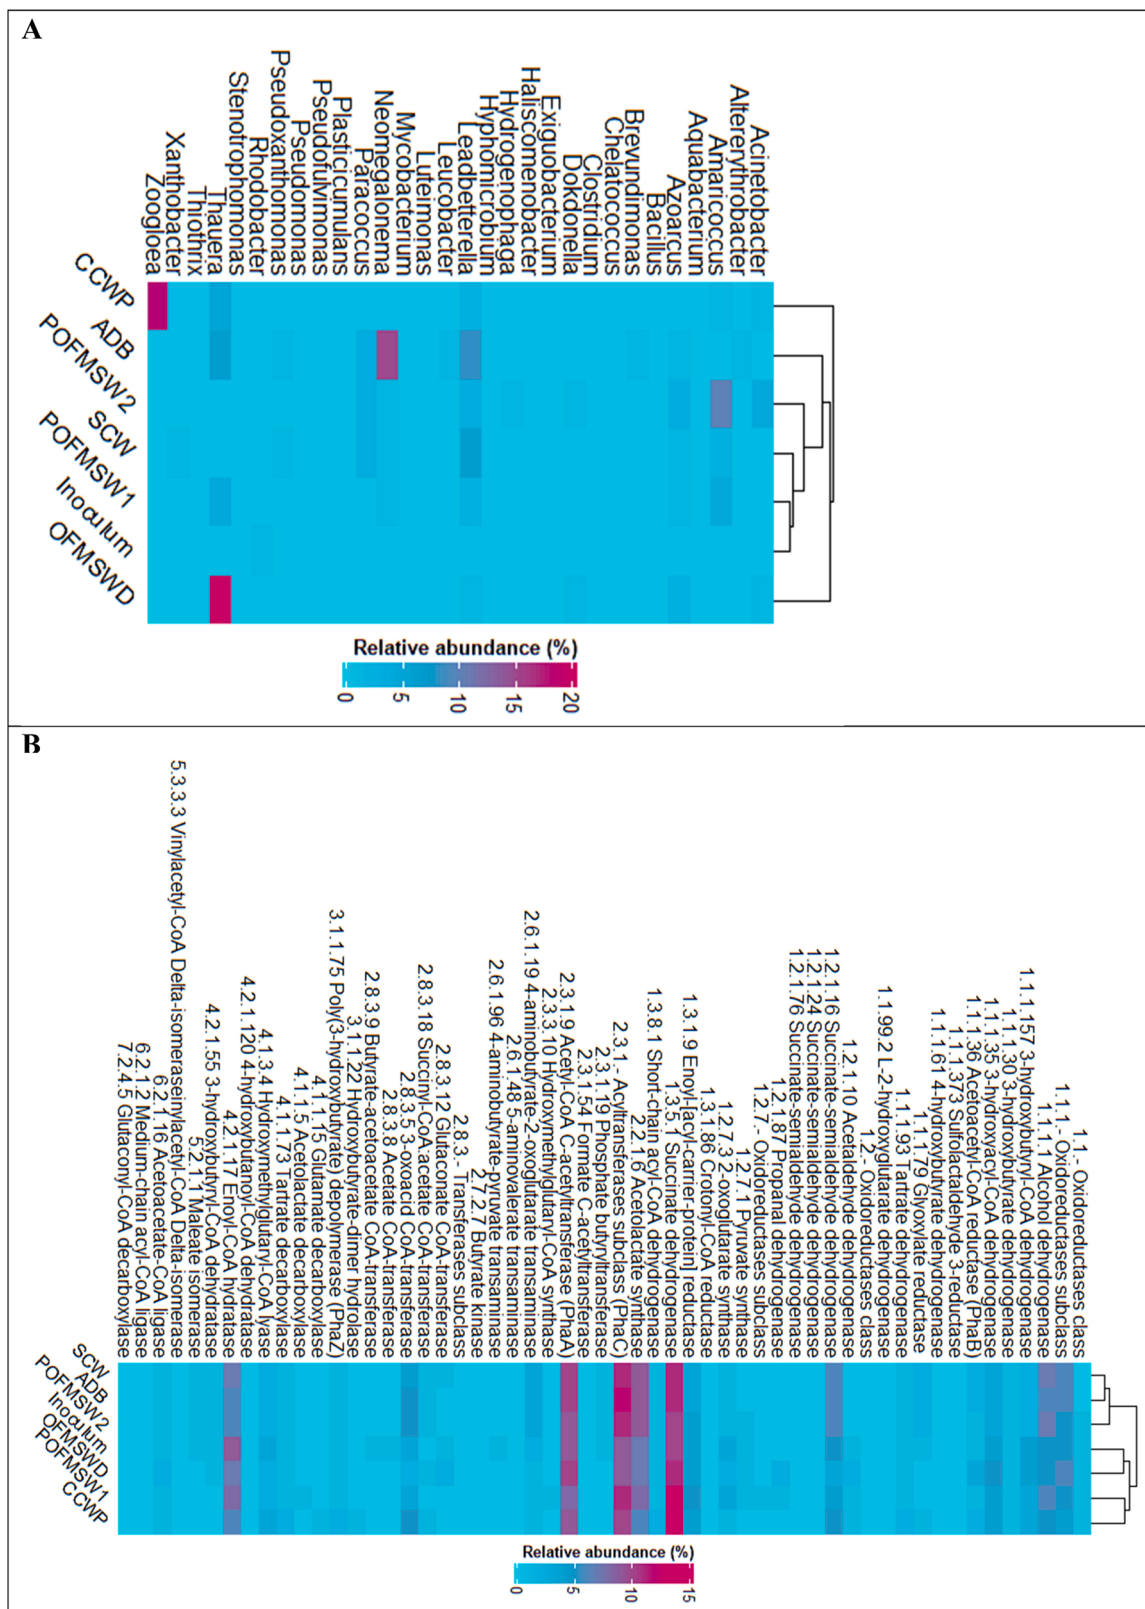 A
Zoogloea
Xanthobacter
Thiothrix
Thauera
Stenotrophomonas
Rhodobacter
Pseudoxanthomonas
Pseudomonas
Pseudofulvimonas
Plasticicumulans
Paracoccus
Neomegalonema
Mycobacterium
Luteimonas
Leucobacter
Leadbetterella
Hyphomicrobium
Hydrogenophaga
Haliscomenobacter
Exiguobacterium
Dokdonella
Clostridium
Chelatococcus
Brevundimonas
Bacillus
Azoarcus
Aquabacterium
Amaricoccus
Altererythrobacter
Acinetobacter
CCWP
ADB
POFMSW2
SCW
POFMSW1
Inoculum
OFMSWD
Relative abundance (%)
0 5 10 15 20
B
7.2.4.5 Glutaconyl-CoA decarboxylase
6.2.1.2 Medium-chain acyl-CoA ligase
6.2.1.16 Acetoacetate-CoA ligase
5.3.3.3 Vinylacetyl-CoA Delta-isomeraseinylacetyl-CoA Delta-isomerase
5.2.1.1 Maleate isomerase
4.2.1.55 3-hydroxybutyryl-CoA dehydratase
4.2.1.17 Enoyl-CoA hydratase
4.2.1.120 4-hydroxybutanoyl-CoA dehydratase
4.1.3.4 Hydroxymethylglutaryl-CoA lyase
4.1.1.73 Tartrate decarboxylase
4.1.1.5 Acetolactate decarboxylase
4.1.1.15 Glutamate decarboxylase
3.1.1.75 Poly(3-hydroxybutyrate) depolymerase (PhaZ)
3.1.1.22 Hydroxybutyrate-dimer hydrolase
2.8.3.9 Butyrate-acetoacetate CoA-transferase
2.8.3.8 Acetate CoA-transferase
2.8.3.5 3-oxoacid CoA-transferase
2.8.3.18 Succinyl-CoA:acetate CoA-transferase
2.8.3.12 Glutaconate CoA-transferase
2.8.3.- Transferases subclass
2.7.2.7 Butyrate kinase
2.6.1.96 4-aminobutyrate-pyruvate transaminase
2.6.1.48 5-aminovalerate transaminase
2.6.1.19 4-aminobutyrate-2-oxoglutarate transaminase
2.3.3.10 Hydroxymethylglutaryl-CoA synthase
2.3.1.9 Acetyl-CoA C-acetyltransferase (PhaA)
2.3.1.54 Formate C-acetyltransferase
2.3.1.19 Phosphate butyryltransferase
2.3.1.- Acyltransferases subclass (PhaC)
2.2.1.6 Acetolactate synthase
1.3.8.1 Short-chain acyl-CoA dehydrogenase
1.3.5.1 Succinate dehydrogenase
1.3.1.9 Enoyl-[acyl-carrier-protein] reductase
1.3.1.86 Crotonyl-CoA reductase
1.2.7.3 2-oxoglutarate synthase
1.2.7.1 Pyruvate synthase
1.2.7.- Oxidoreductases subclass
1.2.1.87 Propanal dehydrogenase
1.2.1.76 Succinate-semialdehyde dehydrogenase
1.2.1.24 Succinate-semialdehyde dehydrogenase
1.2.1.16 Succinate-semialdehyde dehydrogenase
1.2.1.10 Acetaldehyde dehydrogenase
1.2.- Oxidoreductases class
1.1.99.2 L-2-hydroxyglutarate dehydrogenase
1.1.1.93 Tartrate dehydrogenase
1.1.1.79 Glyoxylate reductase
1.1.1.61 4-hydroxybutyrate dehydrogenase
1.1.1.373 Sulfolactaldehyde 3-reductase
1.1.1.36 Acetoacetyl-CoA reductase (PhaB)
1.1.1.35 3-hydroxyacyl-CoA dehydrogenase
1.1.1.30 3-hydroxybutyrate dehydrogenase
1.1.1.157 3-hydroxybutyryl-CoA dehydrogenase
1.1.1.1 Alcohol dehydrogenase
1.1.1.- Oxidoreductases subclass
1.1.- Oxidoreductases class
SCW
ADB
POFMSW2
Inoculum
OFMSWD
POFMSW1
CCWP
Relative abundance (%)
0 5 10 15